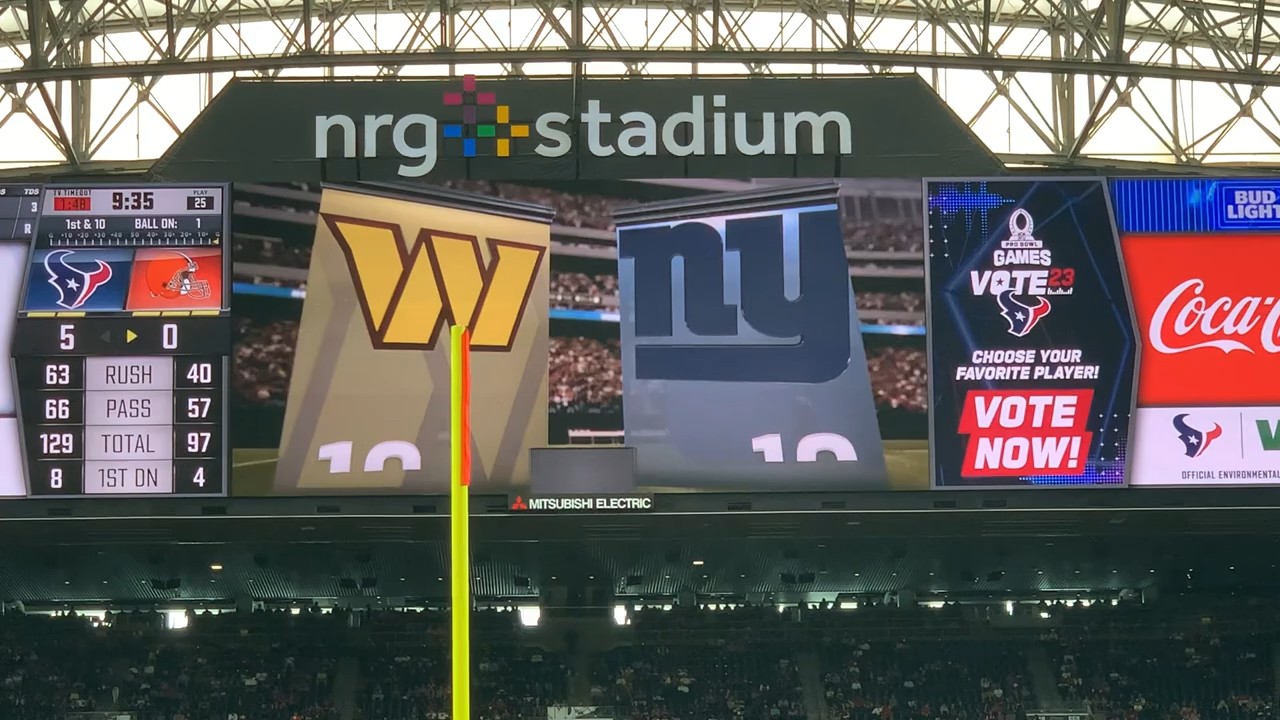 nrg stadium
S TDS
3
R
TV TIMEOUT
1:48
9:35
PLAY
25
1st & 10 BALL ON: 1
5 0
63 RUSH 40
66 PASS 57
129 TOTAL 97
8 1ST DN 4
W
10
ny
10
MITSUBISHI ELECTRIC
PRO BOWL
GAMES
VOTE 23
CHOOSE YOUR
FAVORITE PLAYER!
VOTE
NOW!
BUD
LIGHT
Coca-C
W
OFFICIAL ENVIRONMENTAL